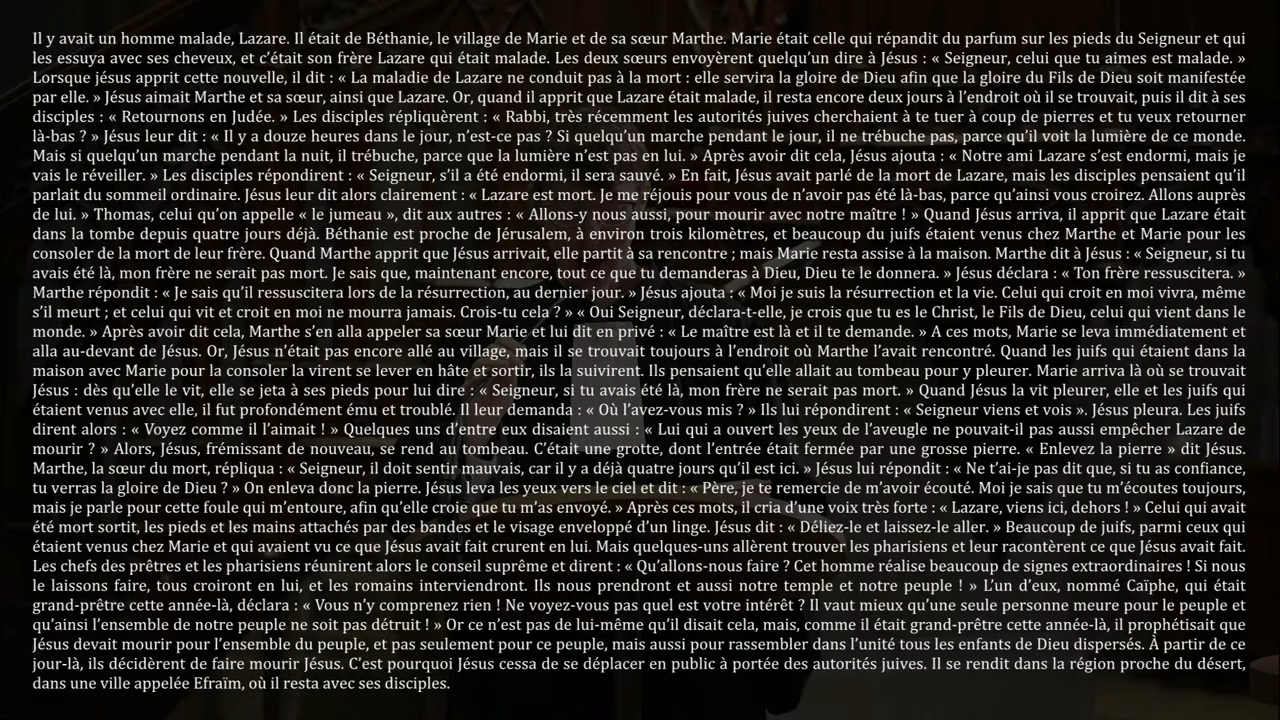 Il y avait un homme malade, Lazare. Il était de Béthanie, le village de Marie et de sa sœur Marthe. Marie était celle qui répandit du parfum sur les pieds du Seigneur et qui
les essuya avec ses cheveux, et c’était son frère Lazare qui était malade. Les deux sœurs envoyèrent quelqu’un dire à Jésus : « Seigneur, celui que tu aimes est malade. »
Lorsque jésus apprit cette nouvelle, il dit : « La maladie de Lazare ne conduit pas à la mort : elle servira la gloire de Dieu afin que la gloire du Fils de Dieu soit manifestée
par elle. » Jésus aimait Marthe et sa sœur, ainsi que Lazare. Or, quand il apprit que Lazare était malade, il resta encore deux jours à l’endroit où il se trouvait, puis il dit à ses
disciples : « Retournons en Judée. » Les disciples répliquèrent : « Rabbi, très récemment les autorités juives cherchaient à te tuer à coup de pierres et tu veux retourner
là-bas ? » Jésus leur dit : « Il y a douze heures dans le jour, n’est-ce pas ? Si quelqu’un marche pendant le jour, il ne trébuche pas, parce qu’il voit la lumière de ce monde.
Mais si quelqu’un marche pendant la nuit, il trébuche, parce que la lumière n’est pas en lui. » Après avoir dit cela, Jésus ajouta : « Notre ami Lazare s’est endormi, mais je
vais le réveiller. » Les disciples répondirent : « Seigneur, s’il a été endormi, il sera sauvé. » En fait, Jésus avait parlé de la mort de Lazare, mais les disciples pensaient qu’il
parlait du sommeil ordinaire. Jésus leur dit alors clairement : « Lazare est mort. Je me réjouis pour vous de n’avoir pas été là-bas, parce qu’ainsi vous croirez. Allons auprès
de lui. » Thomas, celui qu’on appelle « le jumeau », dit aux autres : « Allons-y nous aussi, pour mourir avec notre maître ! » Quand Jésus arriva, il apprit que Lazare était
dans la tombe depuis quatre jours déjà. Béthanie est proche de Jérusalem, à environ trois kilomètres, et beaucoup du juifs étaient venus chez Marthe et Marie pour les
consoler de la mort de leur frère. Quand Marthe apprit que Jésus arrivait, elle partit à sa rencontre ; mais Marie resta assise à la maison. Marthe dit à Jésus : « Seigneur, si tu
avais été là, mon frère ne serait pas mort. Je sais que, maintenant encore, tout ce que tu demanderas à Dieu, Dieu te le donnera. » Jésus déclara : « Ton frère ressuscitera. »
Marthe répondit : « Je sais qu’il ressuscitera lors de la résurrection, au dernier jour. » Jésus ajouta : « Moi je suis la résurrection et la vie. Celui qui croit en moi vivra, même
s’il meurt ; et celui qui vit et croit en moi ne mourra jamais. Crois-tu cela ? » « Oui Seigneur, déclara-t-elle, je crois que tu es le Christ, le Fils de Dieu, celui qui vient dans le
monde. » Après avoir dit cela, Marthe s’en alla appeler sa sœur Marie et lui dit en privé : « Le maître est là et il te demande. » A ces mots, Marie se leva immédiatement et
alla au-devant de Jésus. Or, Jésus n’était pas encore allé au village, mais il se trouvait toujours à l’endroit où Marthe l’avait rencontré. Quand les juifs qui étaient dans la
maison avec Marie pour la consoler la virent se lever en hâte et sortir, ils la suivirent. Ils pensaient qu’elle allait au tombeau pour y pleurer. Marie arriva là où se trouvait
Jésus : dès qu’elle le vit, elle se jeta à ses pieds pour lui dire : « Seigneur, si tu avais été là, mon frère ne serait pas mort. » Quand Jésus la vit pleurer, elle et les juifs qui
étaient venus avec elle, il fut profondément ému et troublé. Il leur demanda : « Où l’avez-vous mis ? » Ils lui répondirent : « Seigneur viens et vois ». Jésus pleura. Les juifs
dirent alors : « Voyez comme il l’aimait ! » Quelques uns d’entre eux disaient aussi : « Lui qui a ouvert les yeux de l’aveugle ne pouvait-il pas aussi empêcher Lazare de
mourir ? » Alors, Jésus, frémissant de nouveau, se rend au tombeau. C’était une grotte, dont l’entrée était fermée par une grosse pierre. « Enlevez la pierre » dit Jésus.
Marthe, la sœur du mort, répliqua : « Seigneur, il doit sentir mauvais, car il y a déjà quatre jours qu’il est ici. » Jésus lui répondit : « Ne t’ai-je pas dit que, si tu as confiance,
tu verras la gloire de Dieu ? » On enleva donc la pierre. Jésus leva les yeux vers le ciel et dit : « Père, je te remercie de m’avoir écouté. Moi je sais que tu m’écoutes toujours,
mais je parle pour cette foule qui m’entoure, afin qu’elle croie que tu m’as envoyé. » Après ces mots, il cria d’une voix très forte : « Lazare, viens ici, dehors ! » Celui qui avait
été mort sortit, les pieds et les mains attachés par des bandes et le visage enveloppé d’un linge. Jésus dit : « Déliez-le et laissez-le aller. » Beaucoup de juifs, parmi ceux qui
étaient venus chez Marie et qui avaient vu ce que Jésus avait fait crurent en lui. Mais quelques-uns allèrent trouver les pharisiens et leur racontèrent ce que Jésus avait fait.
Les chefs des prêtres et les pharisiens réunirent alors le conseil suprême et dirent : « Qu’allons-nous faire ? Cet homme réalise beaucoup de signes extraordinaires ! Si nous
le laissons faire, tous croiront en lui, et les romains interviendront. Ils nous prendront et aussi notre temple et notre peuple ! » L’un d’eux, nommé Caïphe, qui était
grand-prêtre cette année-là, déclara : « Vous n’y comprenez rien ! Ne voyez-vous pas quel est votre intérêt ? Il vaut mieux qu’une seule personne meure pour le peuple et
qu’ainsi l’ensemble de notre peuple ne soit pas détruit ! » Or ce n’est pas de lui-même qu’il disait cela, mais, comme il était grand-prêtre cette année-là, il prophétisait que
Jésus devait mourir pour l’ensemble du peuple, et pas seulement pour ce peuple, mais aussi pour rassembler dans l’unité tous les enfants de Dieu dispersés. À partir de ce
jour-là, ils décidèrent de faire mourir Jésus. C’est pourquoi Jésus cessa de se déplacer en public à portée des autorités juives. Il se rendit dans la région proche du désert,
dans une ville appelée Efraïm, où il resta avec ses disciples.